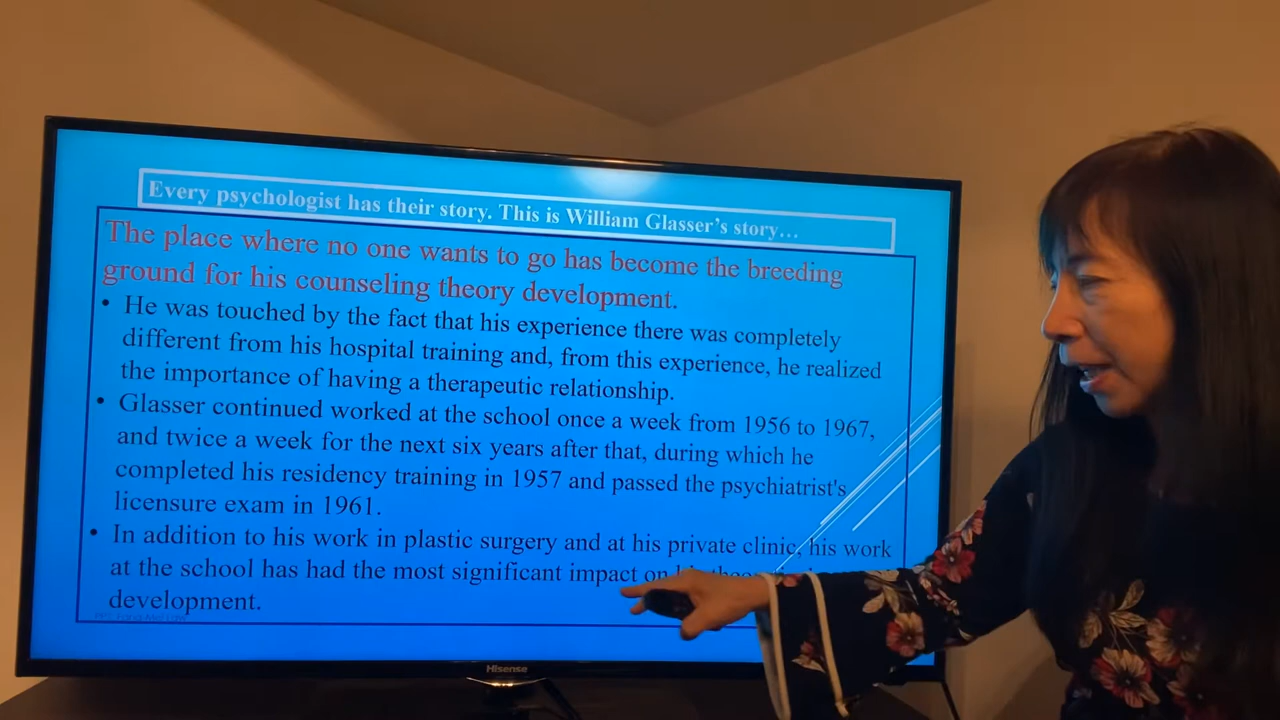 Every psychologist has their story. This is William Glasser's story…
The place where no one wants to go has become the breeding
ground for his counseling theory development.
• He was touched by the fact that his experience there was completely
different from his hospital training and, from this experience, he realized
the importance of having a therapeutic relationship.
• Glasser continued worked at the school once a week from 1956 to 1967,
and twice a week for the next six years after that, during which he
completed his residency training in 1957 and passed the psychiatrist's
licensure exam in 1961.
• In addition to his work in plastic surgery and at his private clinic, his work
at the school has had the most significant impact on
development.
Hisense